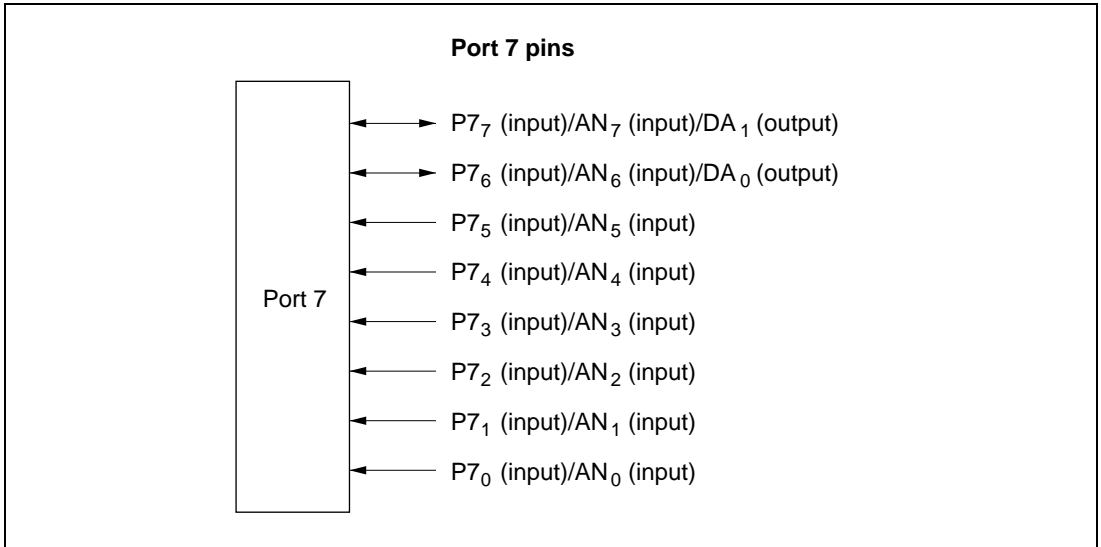 Port 7 pins
P7₇ (input)/AN₇ (input)/DA₁ (output)
P7₆ (input)/AN₆ (input)/DA₀ (output)
P7₅ (input)/AN₅ (input)
P7₄ (input)/AN₄ (input)
Port 7
P7₃ (input)/AN₃ (input)
P7₂ (input)/AN₂ (input)
P7₁ (input)/AN₁ (input)
P7₀ (input)/AN₀ (input)